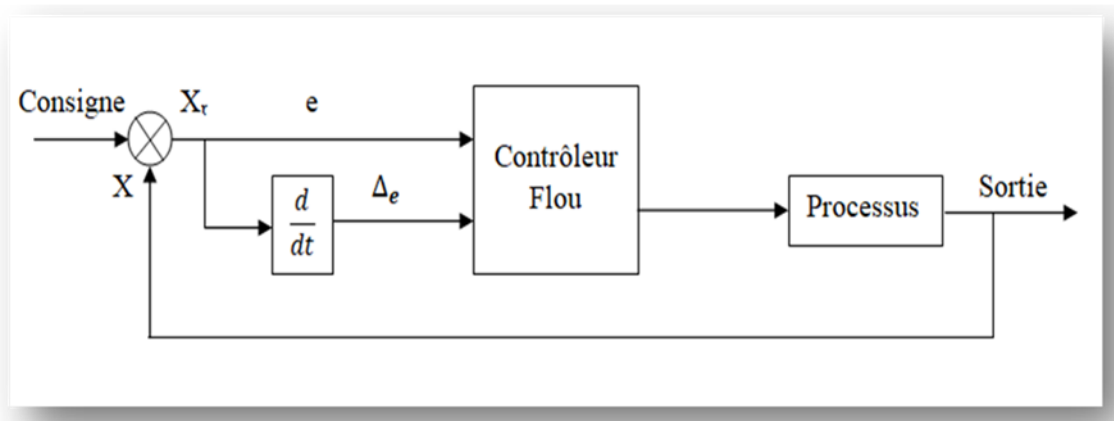 Consigne
Xᵣ
e
X
d
dt
Δₑ
Contrôleur
Flou
Processus
Sortie